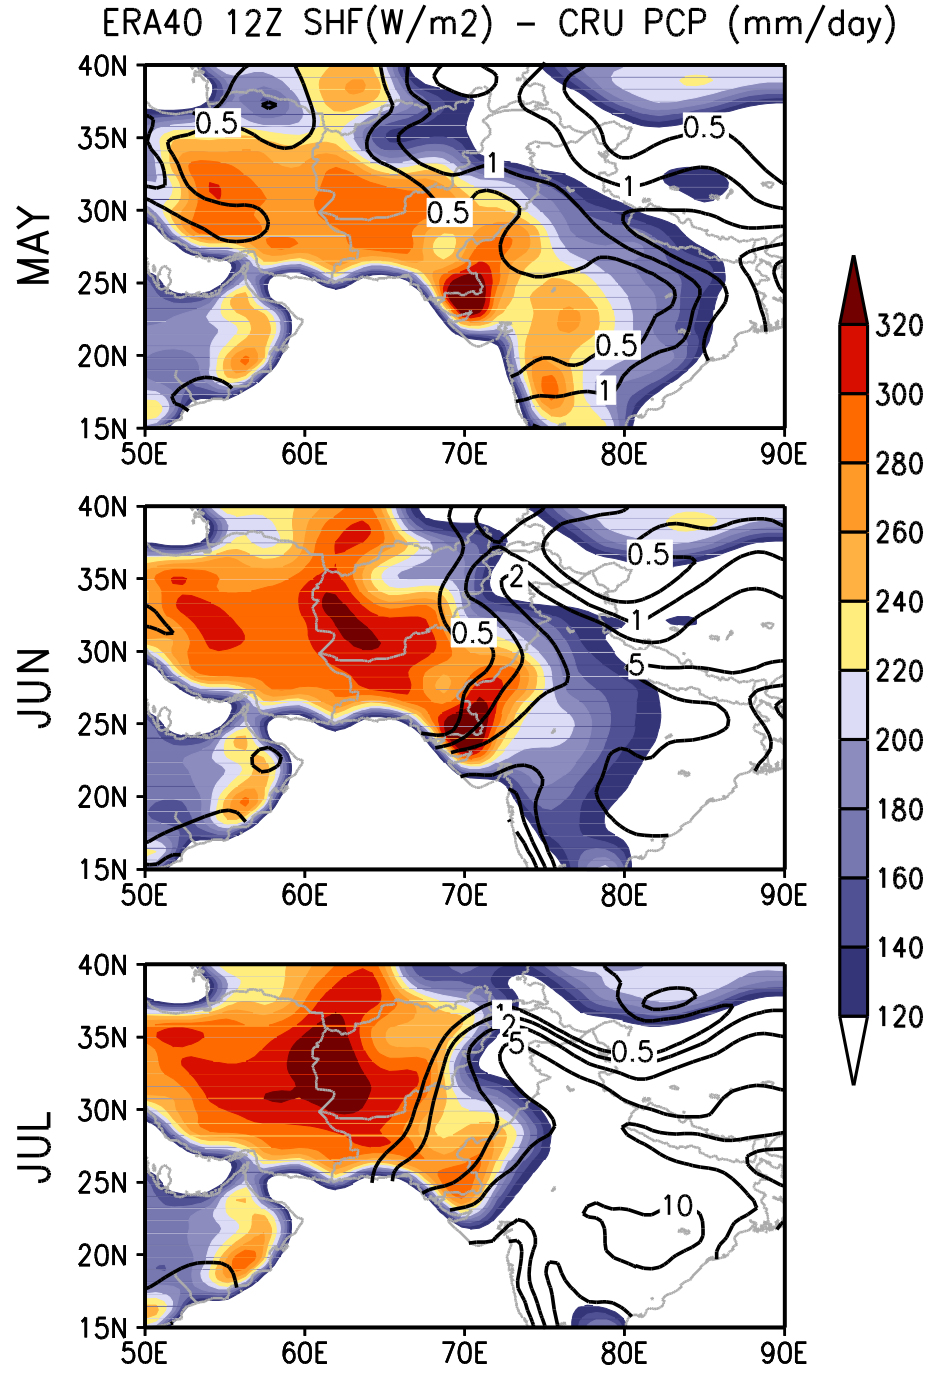 ERA40 12Z SHF(W/m2) – CRU PCP (mm/day)
MAY
40N
35N
30N
25N
20N
15N
50E 60E 70E 80E 90E
0.5
0.5
1
1
0.5
0.5
1
JUN
40N
35N
30N
25N
20N
15N
50E 60E 70E 80E 90E
0.5
2
1
0.5
5
JUL
40N
35N
30N
25N
20N
15N
50E 60E 70E 80E 90E
1
2
5
0.5
10
320
300
280
260
240
220
200
180
160
140
120